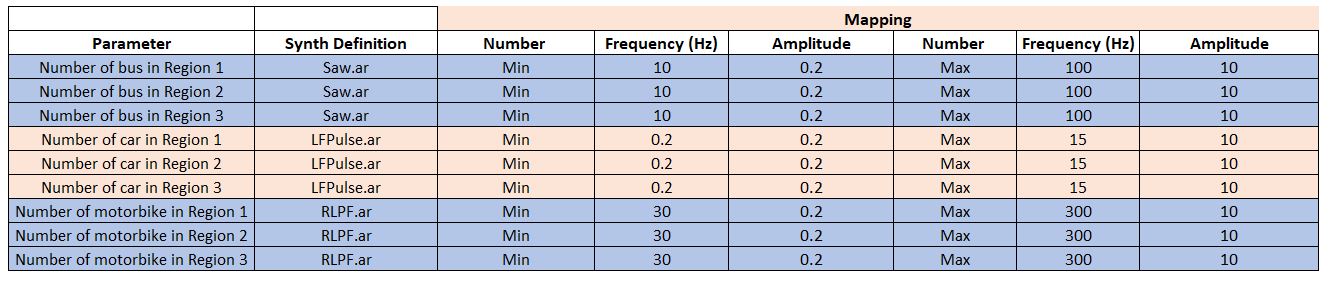 Mapping
Parameter Synth Definition Number Frequency (Hz) Amplitude Number Frequency (Hz) Amplitude
Number of bus in Region 1 Saw.ar Min 10 0.2 Max 100 10
Number of bus in Region 2 Saw.ar Min 10 0.2 Max 100 10
Number of bus in Region 3 Saw.ar Min 10 0.2 Max 100 10
Number of car in Region 1 LFPulse.ar Min 0.2 0.2 Max 15 10
Number of car in Region 2 LFPulse.ar Min 0.2 0.2 Max 15 10
Number of car in Region 3 LFPulse.ar Min 0.2 0.2 Max 15 10
Number of motorbike in Region 1 RLPF.ar Min 30 0.2 Max 300 10
Number of motorbike in Region 2 RLPF.ar Min 30 0.2 Max 300 10
Number of motorbike in Region 3 RLPF.ar Min 30 0.2 Max 300 10